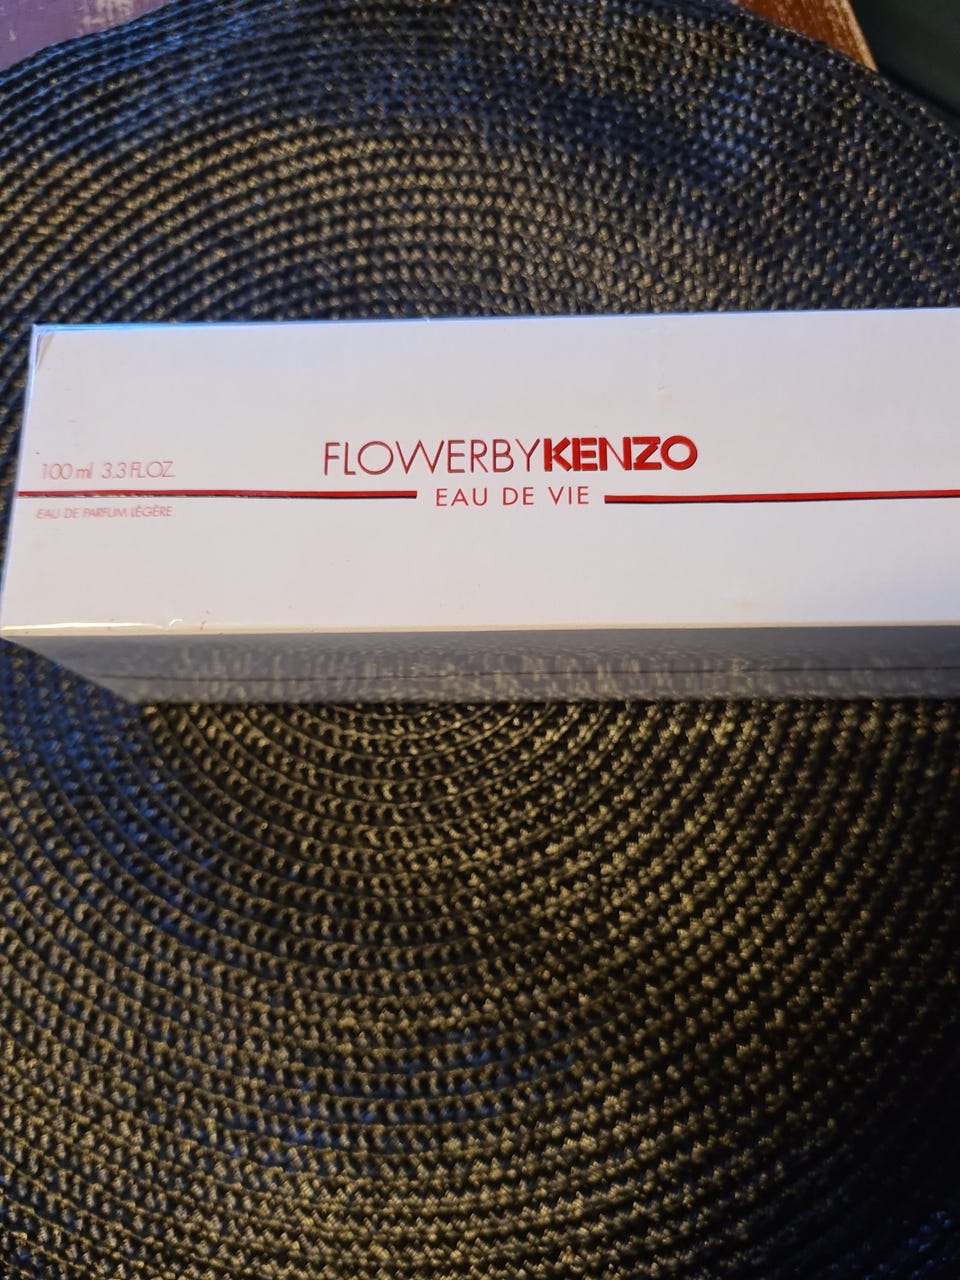 FLOWERBYKENZO
EAU DE VIE
100 ml 3.3 FL.OZ.
EAU DE PARFUM LÉGÈRE